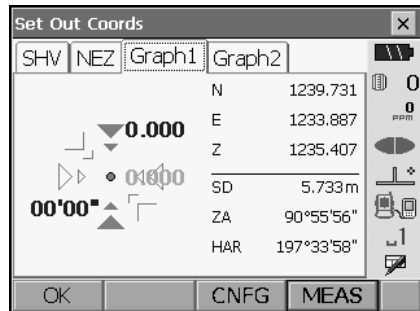 Set Out Coords
SHV NEZ Graph1 Graph2
N 1239.731
E 1233.887
Z 1235.407
SD 5.733m
ZA 90°55'56"
HAR 197°33'58"
0.000
00'00"
0
0
ppm
1
OK CNFG MEAS